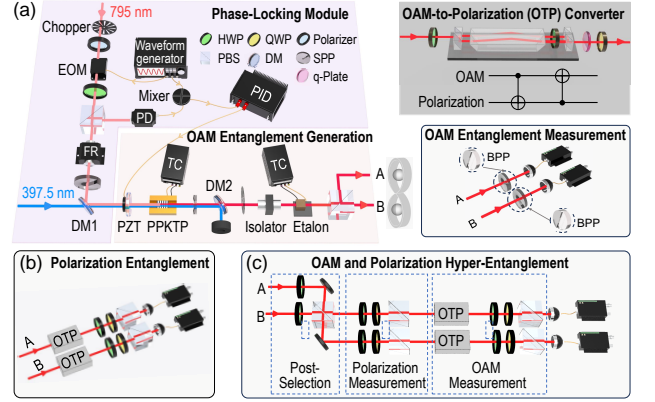 (a)
795 nm
Phase-Locking Module
Chopper
Waveform
generator
HWP
QWP
Polarizer
PBS
DM
SPP
q-Plate
EOM
Mixer
PID
PD
FR
OAM Entanglement Generation
TC
TC
DM2
A
B
397.5 nm
DM1
PZT
PPKTP
Isolator
Etalon
C
C
OAM-to-Polarization (OTP) Converter
OAM
Polarization
OAM Entanglement Measurement
BPP
A
B
BPP
(b)
Polarization Entanglement
A
OTP
B
OTP
(c)
OAM and Polarization Hyper-Entanglement
A
B
OTP
OTP
Post-
Selection
Polarization
Measurement
OAM
Measurement